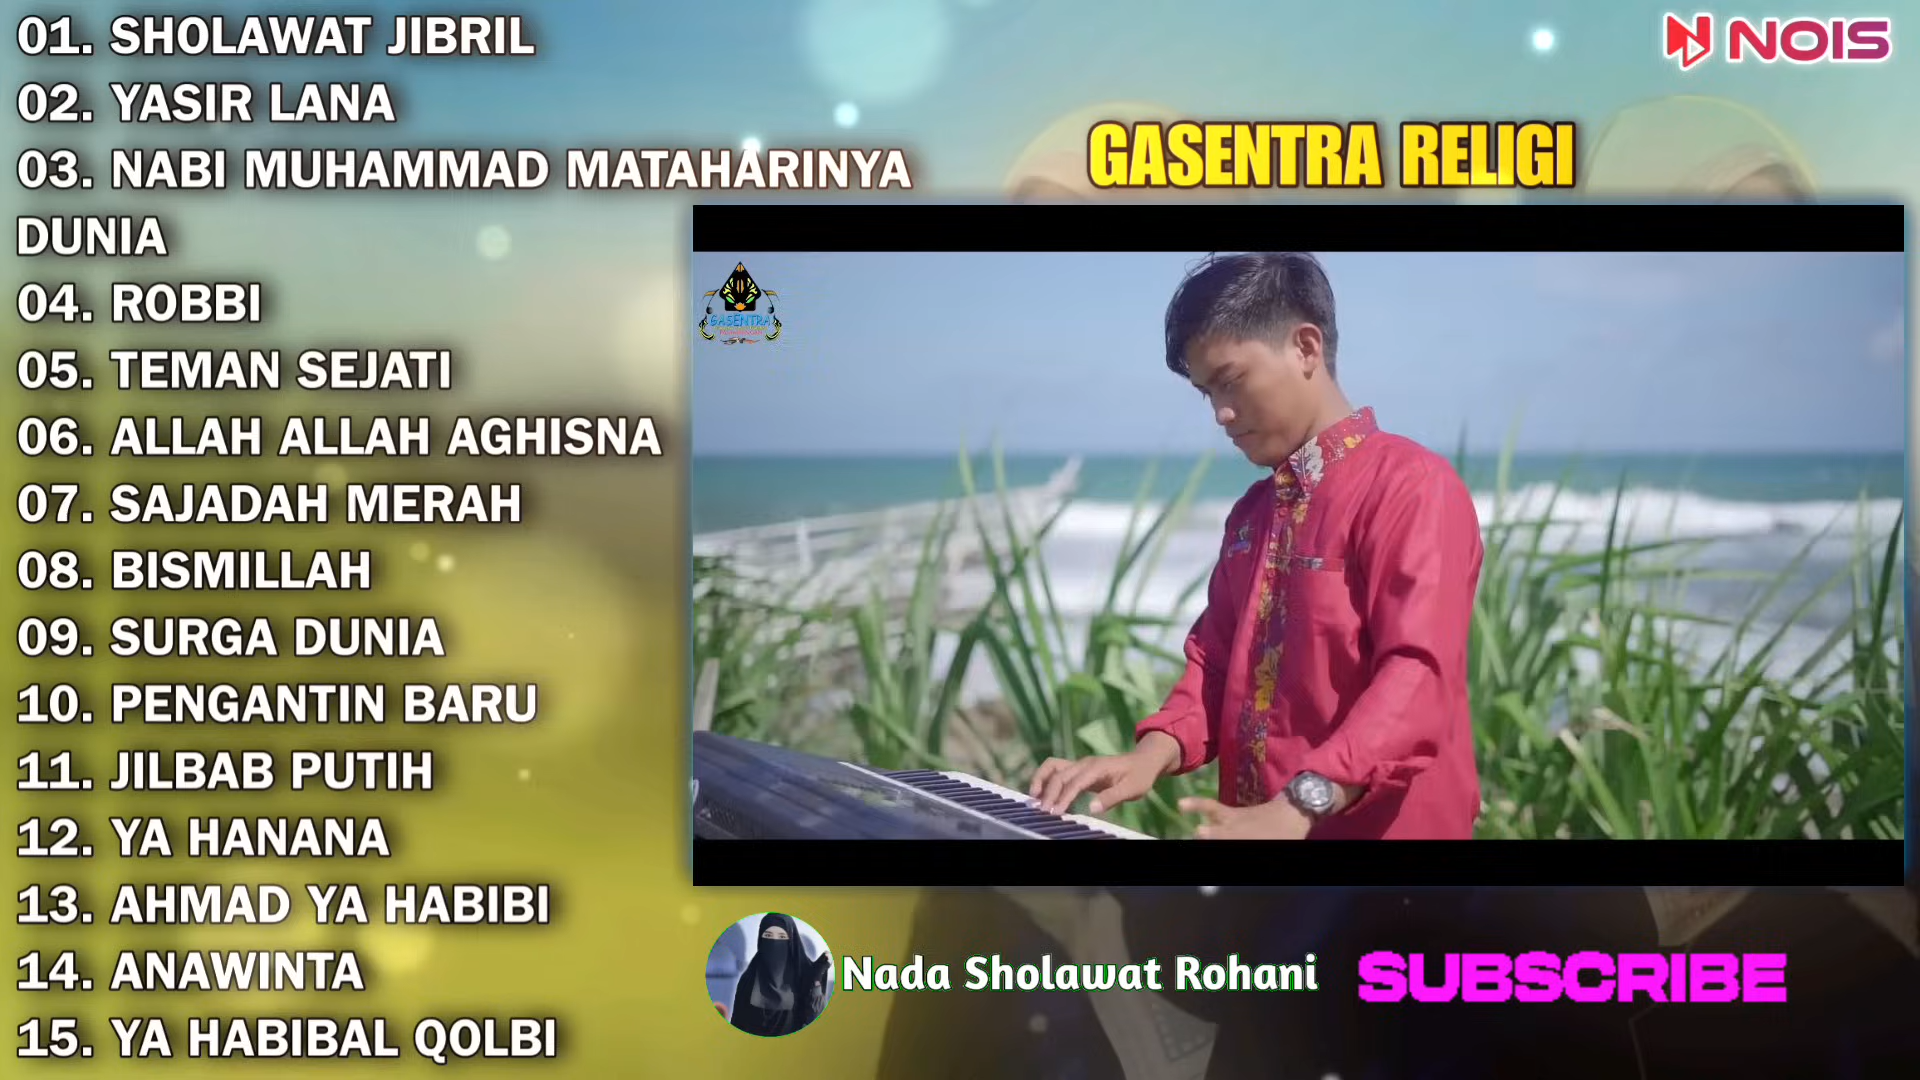 01. SHOLAWAT JIBRIL
02. YASIR LANA
03. NABI MUHAMMAD MATAHARINYA
DUNIA
04. ROBBI
05. TEMAN SEJATI
06. ALLAH ALLAH AGHISNA
07. SAJADAH MERAH
08. BISMILLAH
09. SURGA DUNIA
10. PENGANTIN BARU
11. JILBAB PUTIH
12. YA HANANA
13. AHMAD YA HABIBI
14. ANAWINTA
15. YA HABIBAL QOLBI
NOIS
GASENTRA RELIGI
GASENTRA
Nada Sholawat Rohani
SUBSCRIBE